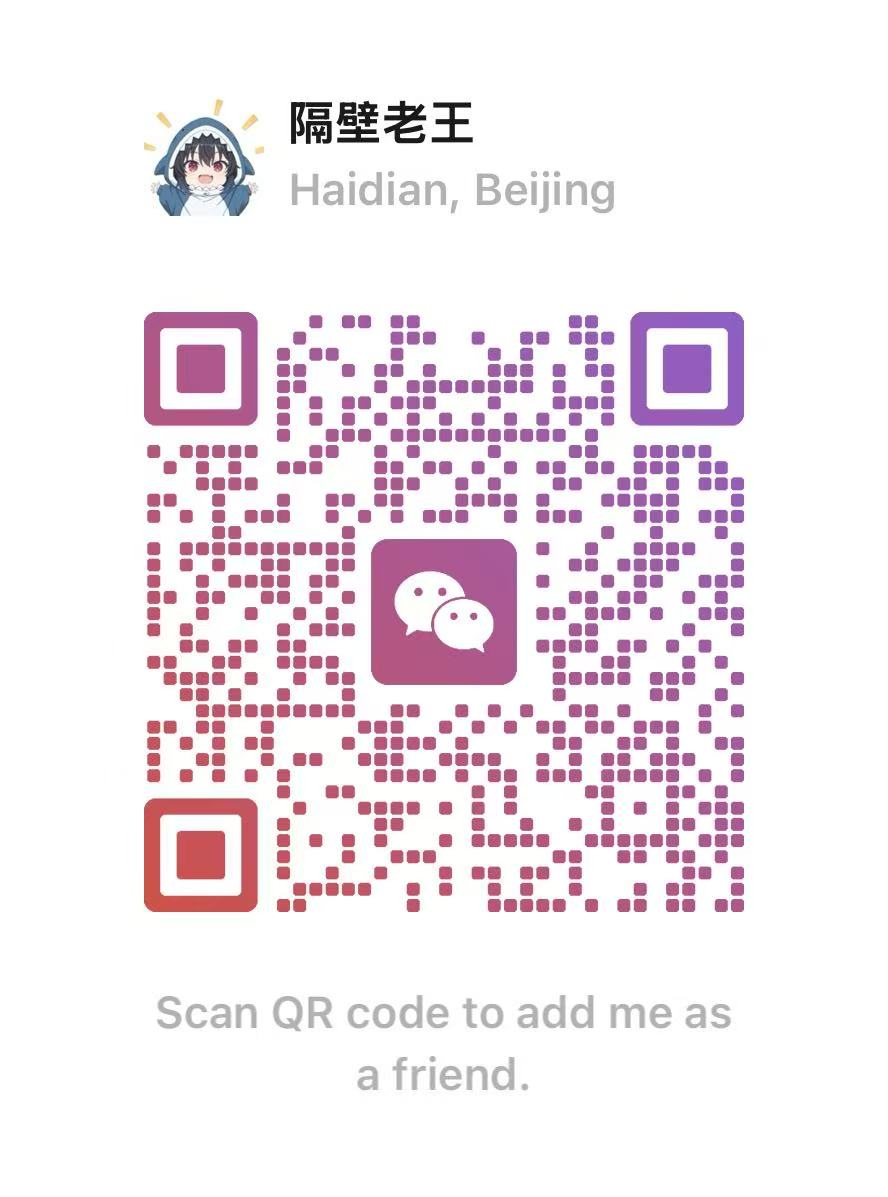 隔壁老王
Haidian, Beijing
Scan QR code to add me as
a friend.